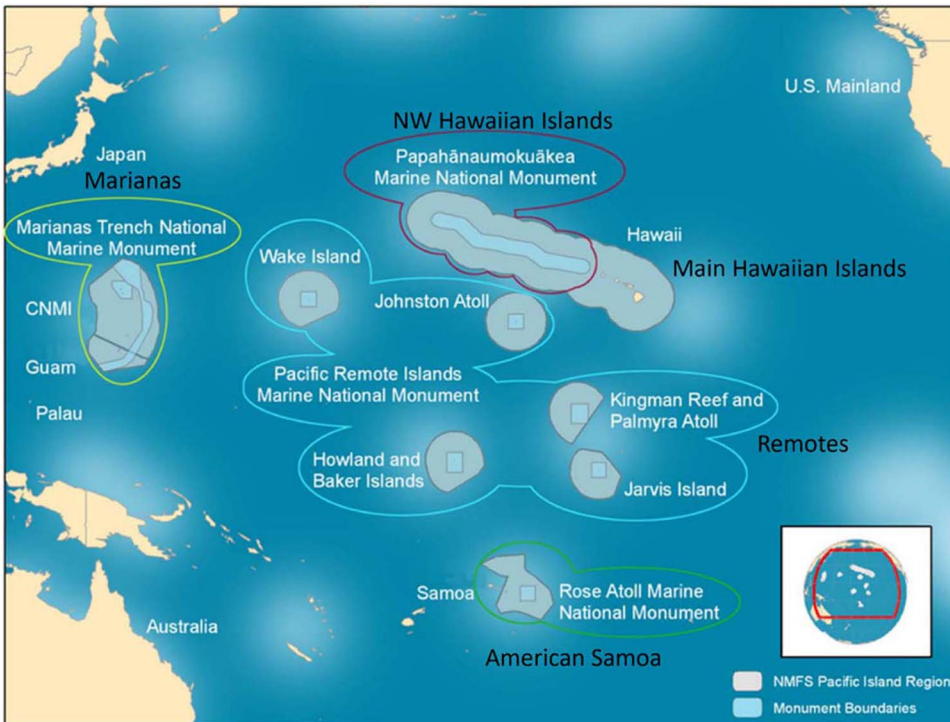 U.S. Mainland
NW Hawaiian Islands
Papahānaumokuākea
Marine National Monument
Japan
Marianas
Marianas Trench National
Marine Monument
Hawaii
Wake Island
Main Hawaiian Islands
Johnston Atoll
CNMI
Guam
Pacific Remote Islands
Marine National Monument
Palau
Kingman Reef and
Palmyra Atoll
Remotes
Howland and
Baker Islands
Jarvis Island
Samoa
Rose Atoll Marine
National Monument
Australia
American Samoa
NMFS Pacific Island Region
Monument Boundaries